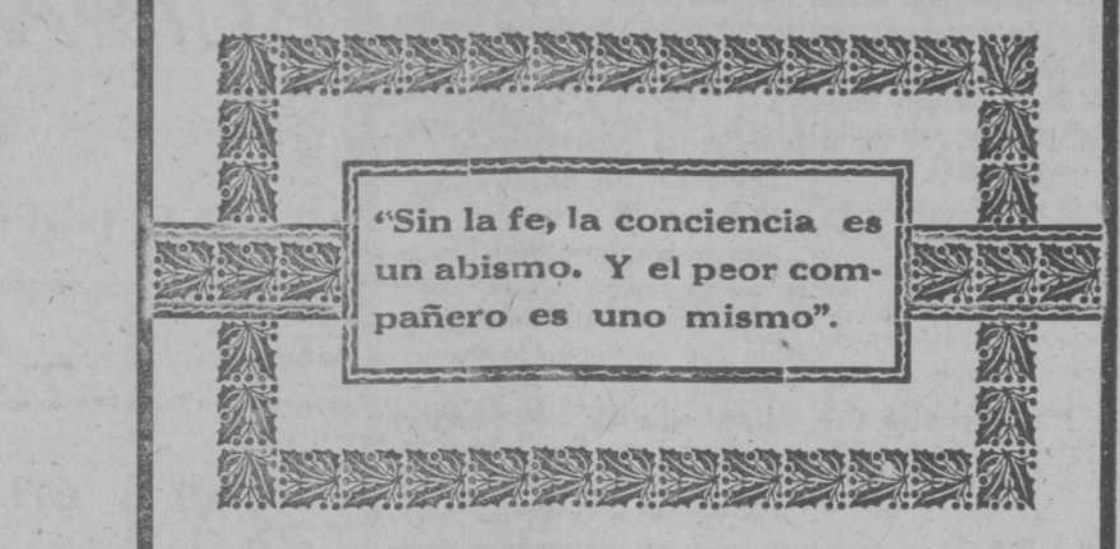 “Sin la fe, la conciencia es
un abismo. Y el peor com-
pañero es uno mismo”.